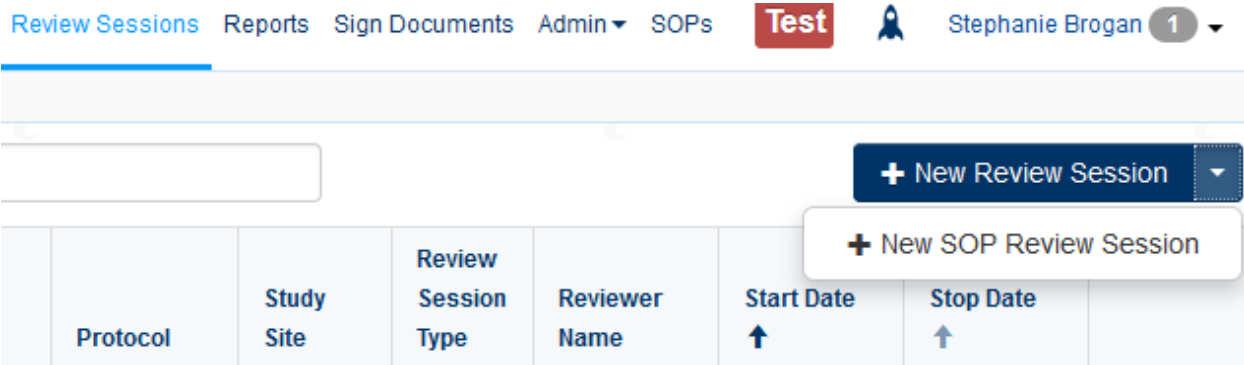 Review Sessions Reports Sign Documents Admin SOPs Test Stephanie Brogan 1
+ New Review Session
+ New SOP Review Session
Protocol
Study
Site
Review
Session
Type
Reviewer
Name
Start Date
Stop Date